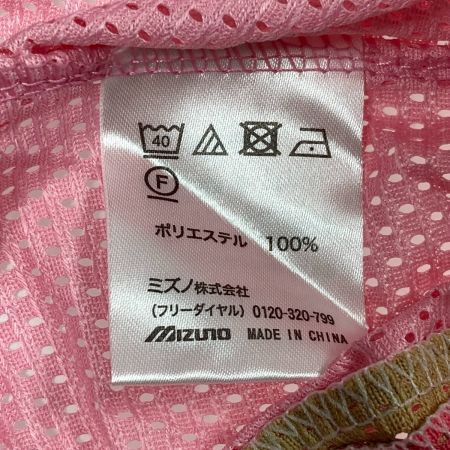 40
F
ポリエステル 100%
ミズノ株式会社
(フリーダイヤル) 0120-320-799
MIZUNO MADE IN CHINA